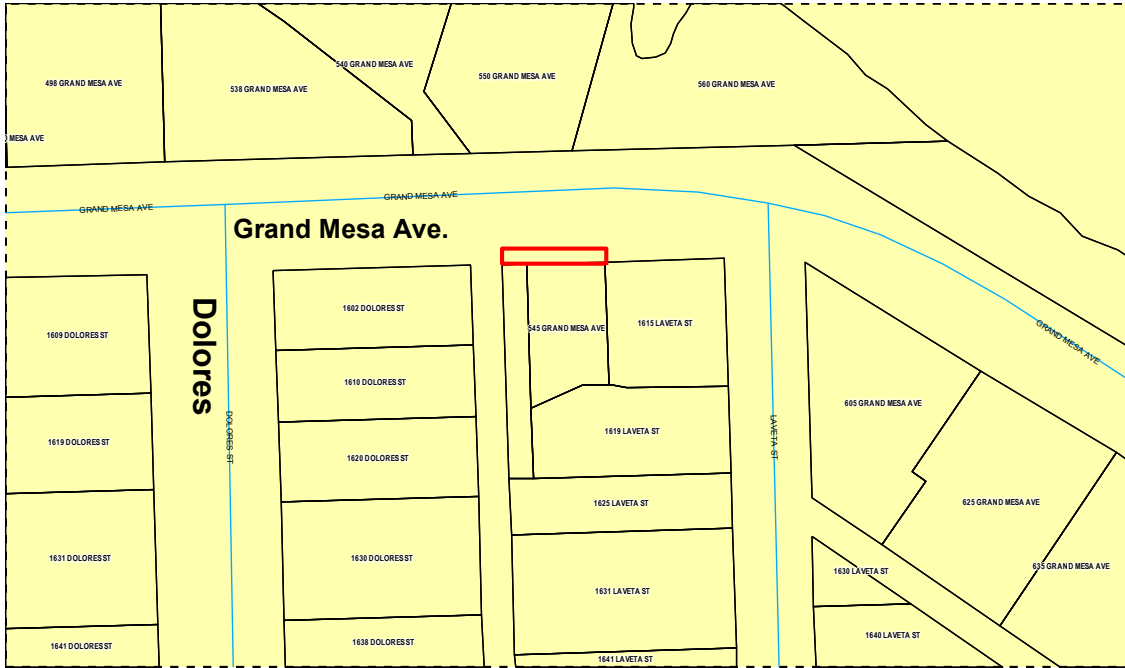 540 GRAND MESA AVE
498 GRAND MESA AVE
538 GRAND MESA AVE
550 GRAND MESA AVE
560 GRAND MESA AVE
MESA AVE
GRAND MESA AVE
GRAND MESA AVE
Grand Mesa Ave.
Dolores
1609 DOLORES ST
1602 DOLORES ST
545 GRAND MESA AVE
1615 LAVETA ST
GRAND MESA AVE
1610 DOLORES ST
605 GRAND MESA AVE
1619 DOLORES ST
DOLORES ST
1619 LAVETA ST
LAVETA ST
1620 DOLORES ST
1625 LAVETA ST
625 GRAND MESA AVE
1631 DOLORES ST
1630 DOLORES ST
1630 LAVETA ST
635 GRAND MESA AVE
1631 LAVETA ST
1641 DOLORES ST
1638 DOLORES ST
1640 LAVETA ST
1641 LAVETA ST